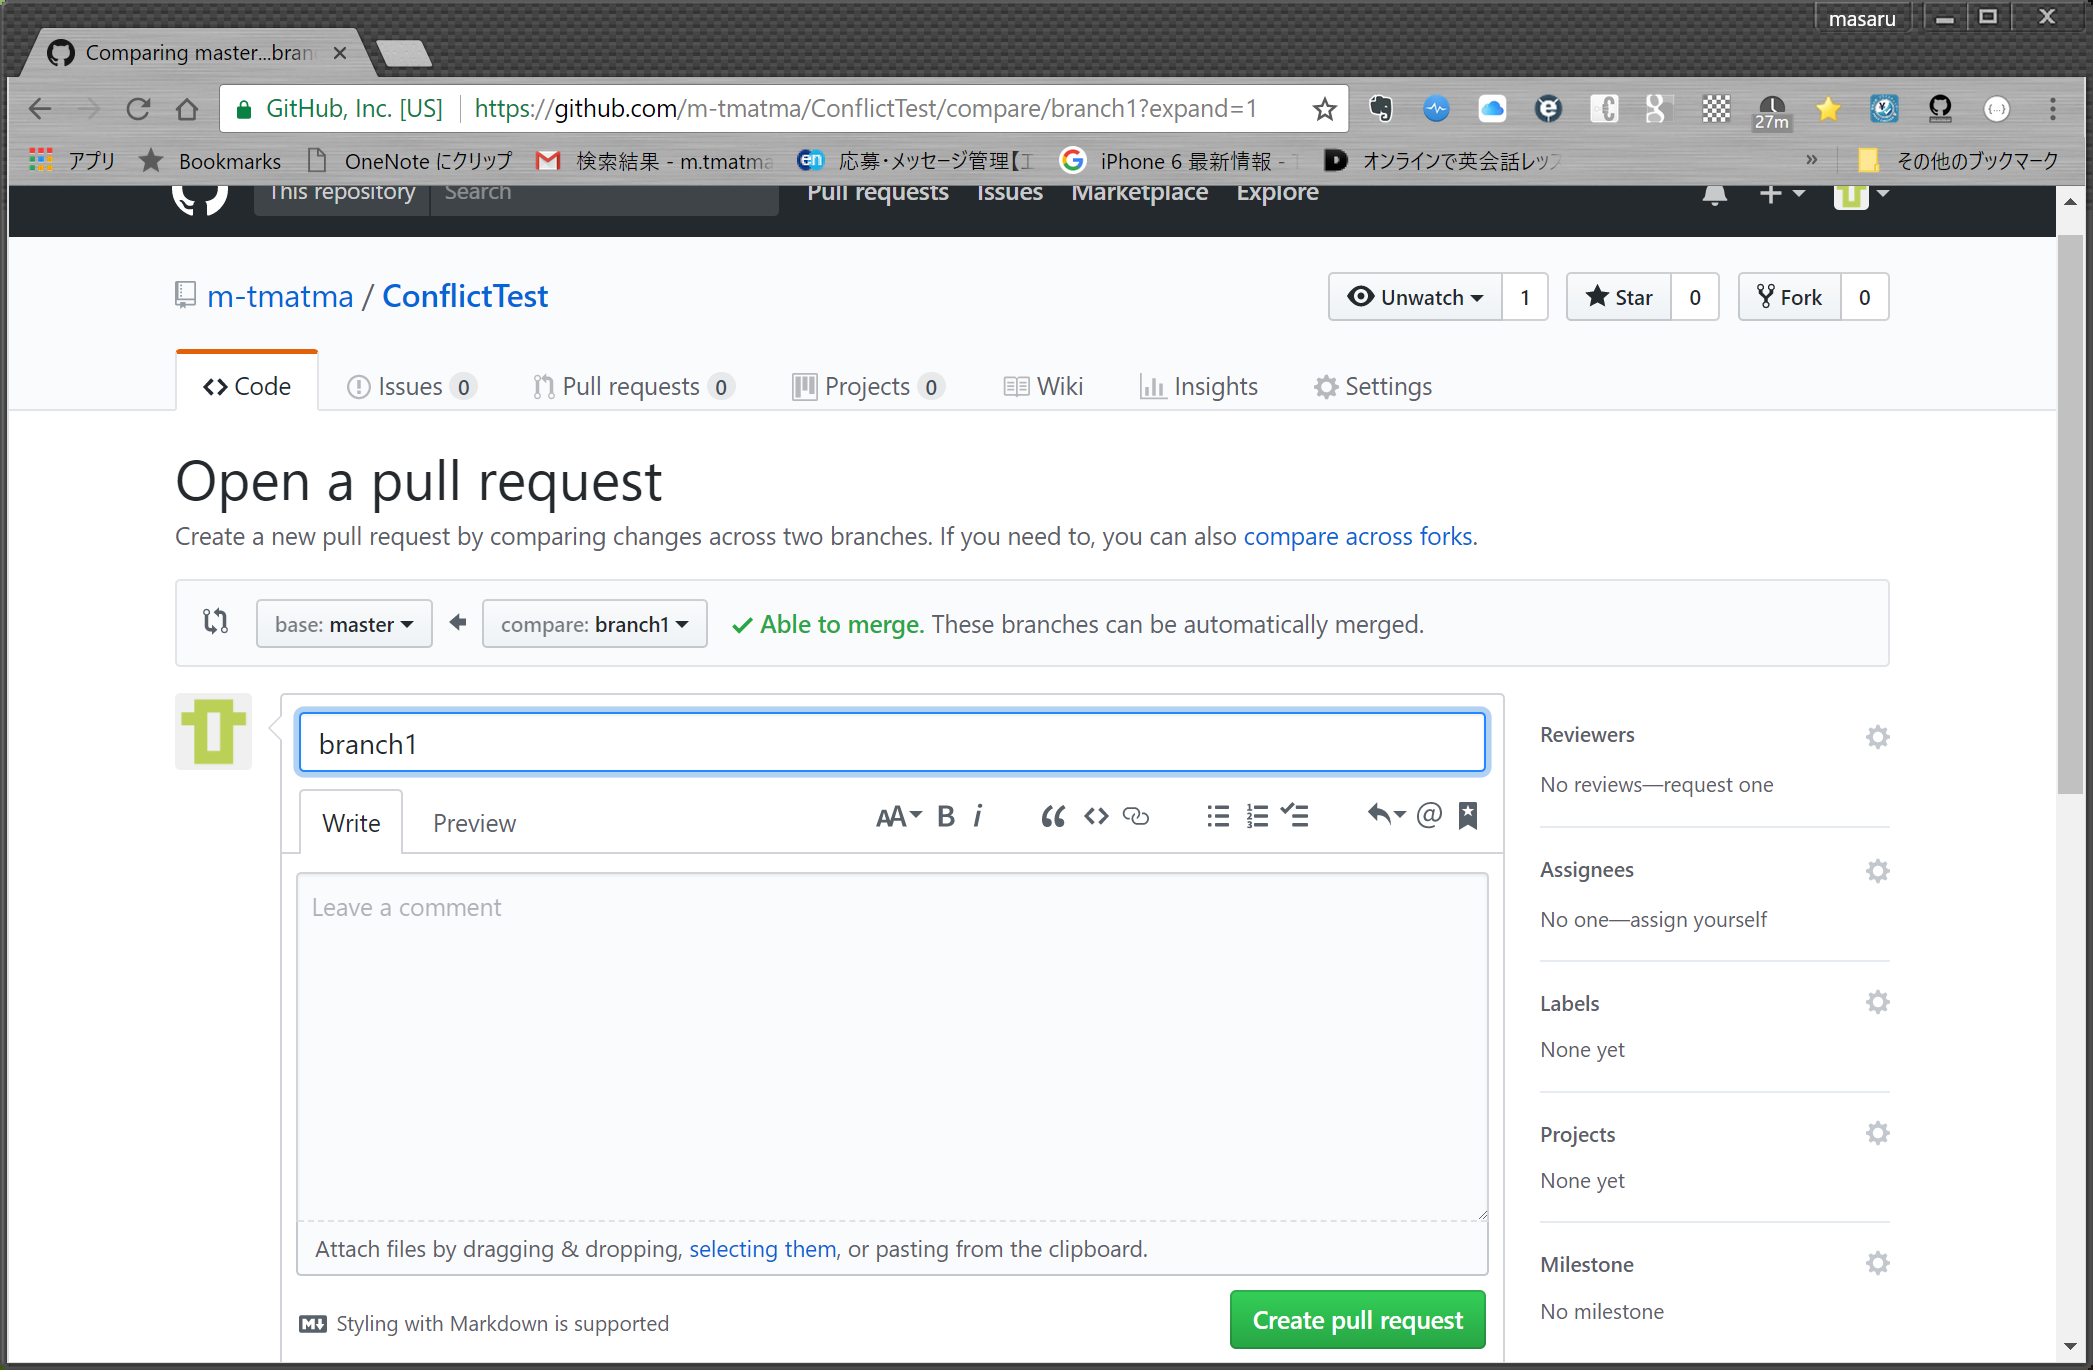 masaru
Comparing master...bran
GitHub, Inc. [US] https://github.com/m-tmatma/ConflictTest/compare/branch1?expand=1
27m
アプリ Bookmarks OneNote にクリップ 検索結果 - m.tmatma 応募・メッセージ管理【エ iPhone 6 最新情報 - T オンラインで英会話レッス » その他のブックマーク
This repository Search Pull requests Issues Marketplace Explore
m-tmatma / ConflictTest
Unwatch 1 Star 0 Fork 0
Code Issues 0 Pull requests 0 Projects 0 Wiki Insights Settings
Open a pull request
Create a new pull request by comparing changes across two branches. If you need to, you can also compare across forks.
base: master compare: branch1 Able to merge. These branches can be automatically merged.
branch1
Write Preview
Leave a comment
Attach files by dragging & dropping, selecting them, or pasting from the clipboard.
Styling with Markdown is supported
Create pull request
Reviewers
No reviews—request one
Assignees
No one—assign yourself
Labels
None yet
Projects
None yet
Milestone
No milestone